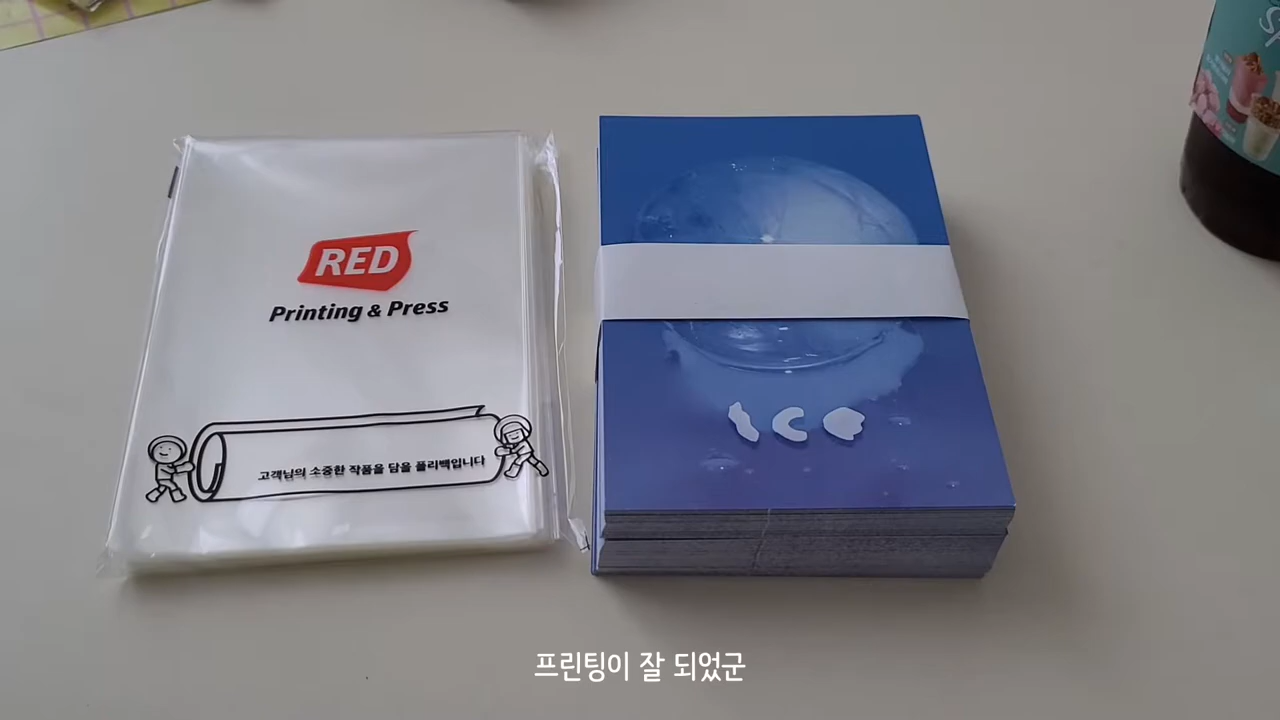 RED
Printing & Press
고객님의 소중한 작품을 담을 폴리백입니다
ice
프린팅이 잘 되었군